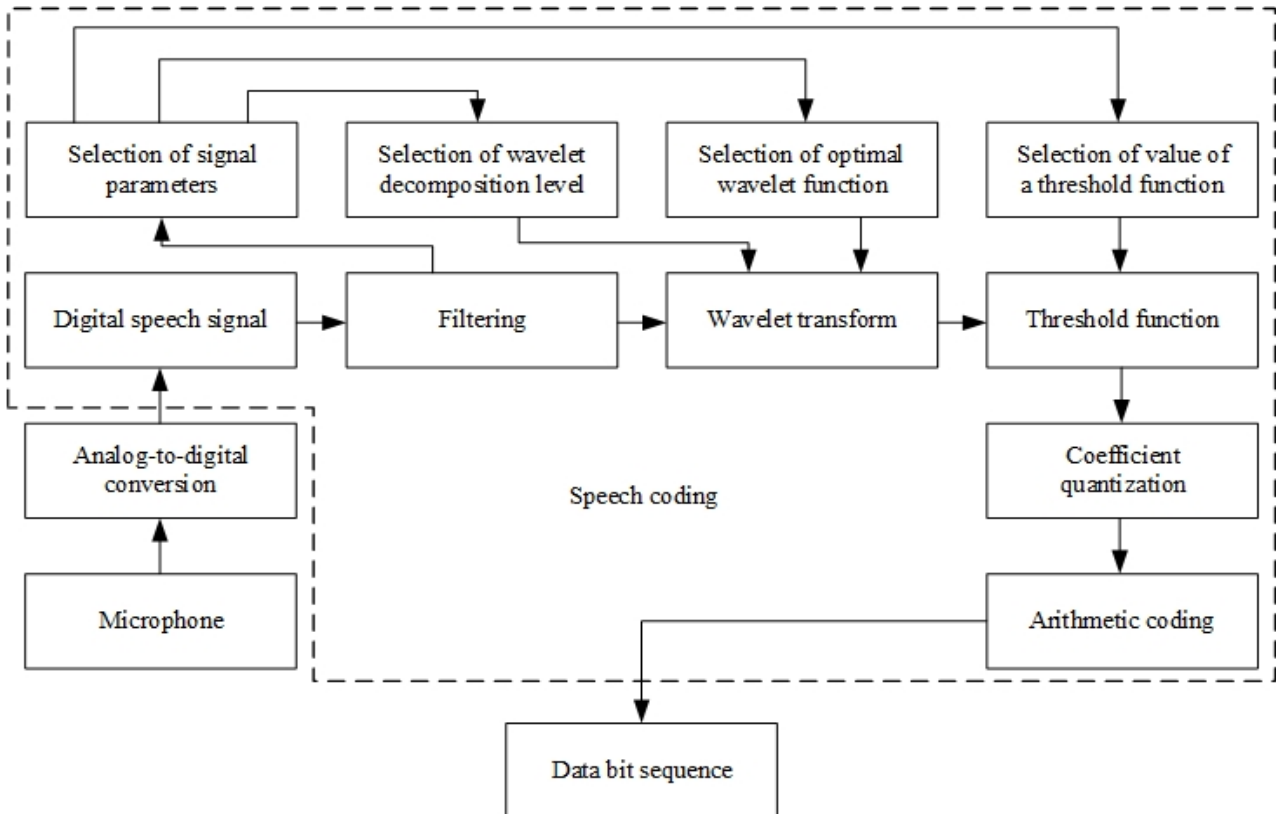 Selection of signal
parameters
Selection of wavelet
decomposition level
Selection of optimal
wavelet function
Selection of value of
a threshold function
Digital speech signal
Filtering
Wavelet transform
Threshold function
Analog-to-digital
conversion
Speech coding
Coefficient
quantization
Microphone
Arithmetic coding
Data bit sequence